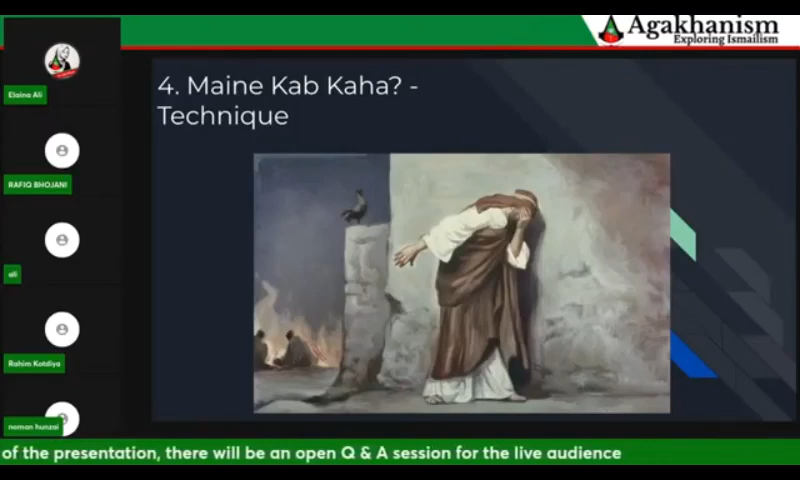 Agakhanism
Exploring Ismailism
Elaina Ali
RAFIQ BHOJANI
ali
Rahim Kotdiya
noman hunzai
4. Maine Kab Kaha? -
Technique
of the presentation, there will be an open Q & A session for the live audience